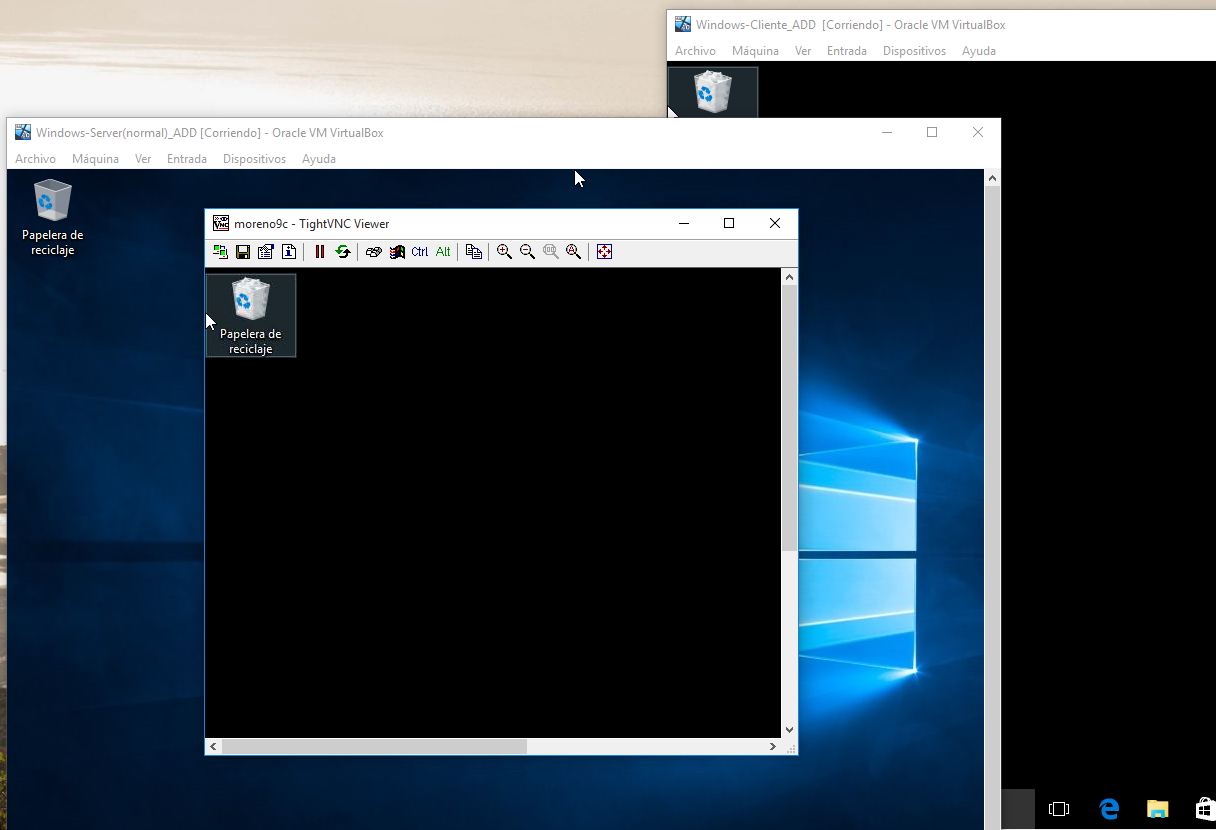 Windows-Cliente_ADD [Corriendo] - Oracle VM VirtualBox
Archivo Máquina Ver Entrada Dispositivos Ayuda
Windows-Server(normal)_ADD [Corriendo] - Oracle VM VirtualBox
Archivo Máquina Ver Entrada Dispositivos Ayuda
Papelera de
reciclaje
moreno9c - TightVNC Viewer
Ctrl Alt
Papelera de
reciclaje